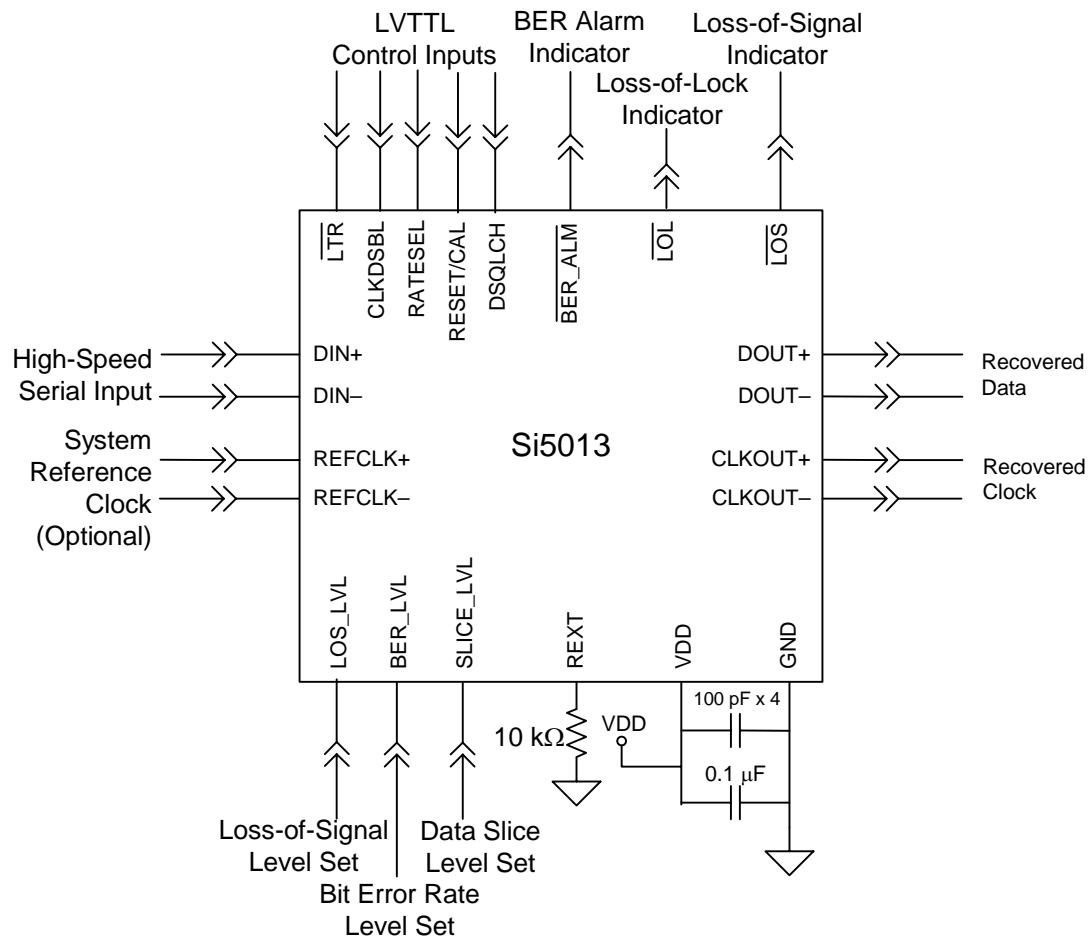 LVTTL
Control Inputs
BER Alarm
Indicator
Loss-of-Signal
Indicator
Loss-of-Lock
Indicator
LTR
CLKDSBL
RATESEL
RESET/CAL
DSQLCH
BER_ALM
LOL
LOS
High-Speed
Serial Input
DIN+
DIN–
DOUT+
DOUT–
Recovered
Data
System
Reference
Clock
(Optional)
REFCLK+
REFCLK–
Si5013
CLKOUT+
CLKOUT–
Recovered
Clock
LOS_LVL
BER_LVL
SLICE_LVL
REXT
VDD
GND
10 kΩ
VDD
100 pF x 4
0.1 μF
Loss-of-Signal
Level Set
Data Slice
Level Set
Bit Error Rate
Level Set